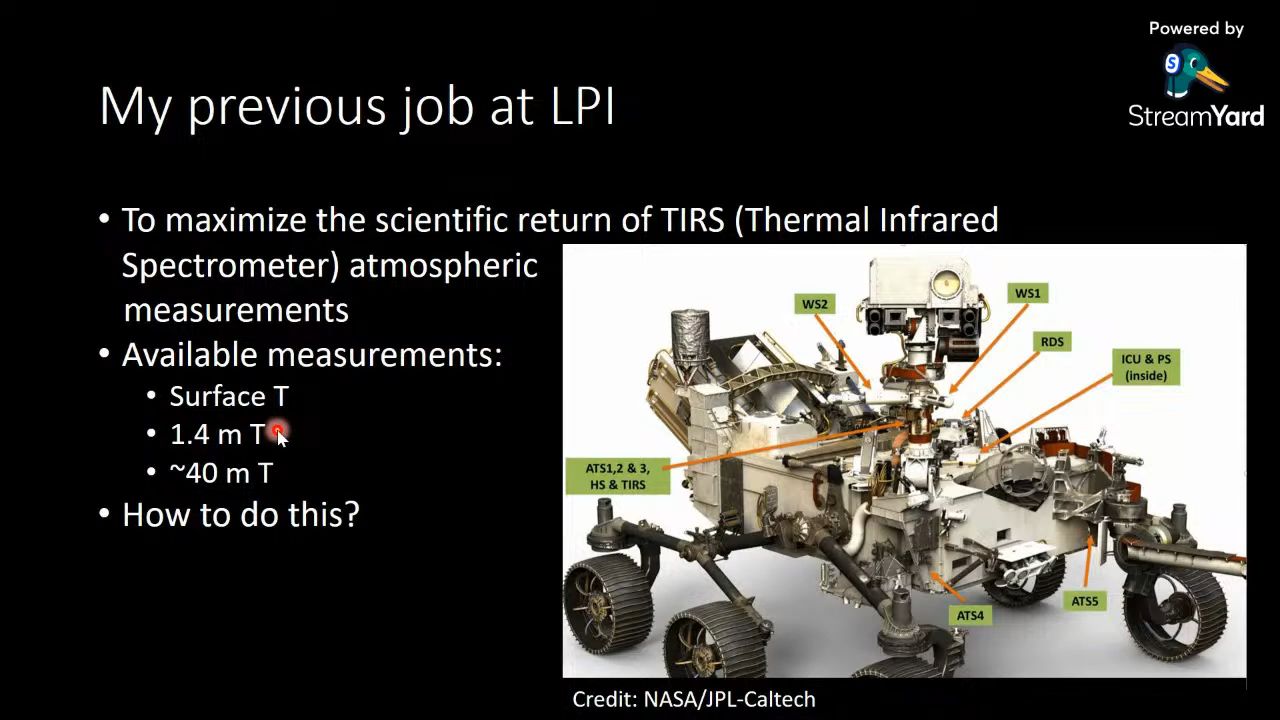 Powered by
StreamYard
My previous job at LPI
• To maximize the scientific return of TIRS (Thermal Infrared
Spectrometer) atmospheric
measurements
• Available measurements:
• Surface T
• 1.4 m T
• ~40 m T
• How to do this?
WS2
WS1
RDS
ICU & PS
(inside)
ATS1,2 & 3,
HS & TIRS
ATS4
ATS5
Credit: NASA/JPL-Caltech